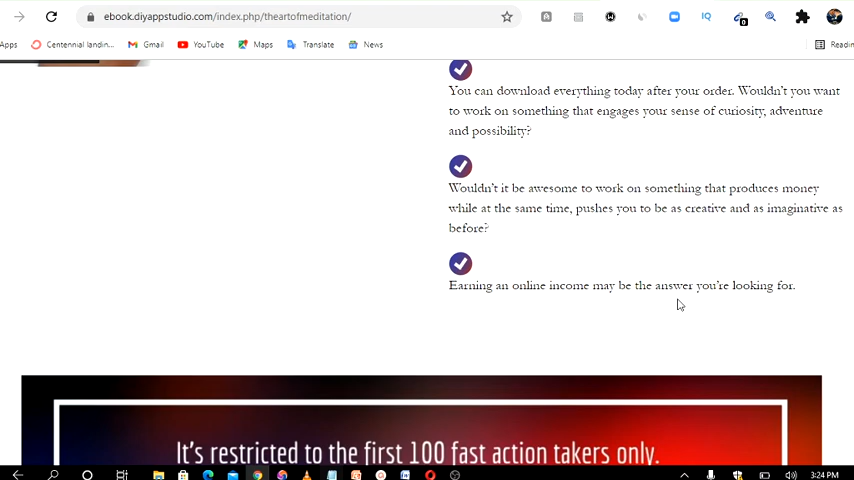 ebook.diyappstudio.com/index.php/theartofmeditation/
Apps
Centennial landin...
Gmail
YouTube
Maps
Translate
News
You can download everything today after your order. Wouldn't you want
to work on something that engages your sense of curiosity, adventure
and possibility?
Wouldn't it be awesome to work on something that produces money
while at the same time, pushes you to be as creative and as imaginative as
before?
Earning an online income may be the answer you're looking for.
It's restricted to the first 100 fast action takers only.
3:24 PM